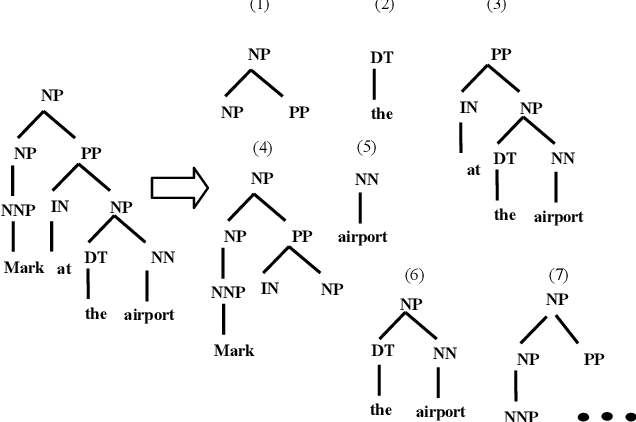 (1) (2) (3)
NP DT PP
NP PP the IN NP
at DT NN
the airport
NP
NP PP
NNP IN NP
Mark at DT NN
the airport
(4) (5)
NP NN
NP PP airport
NNP IN NP
Mark
(6) (7)
NP NP
DT NN NP PP
the airport NNP